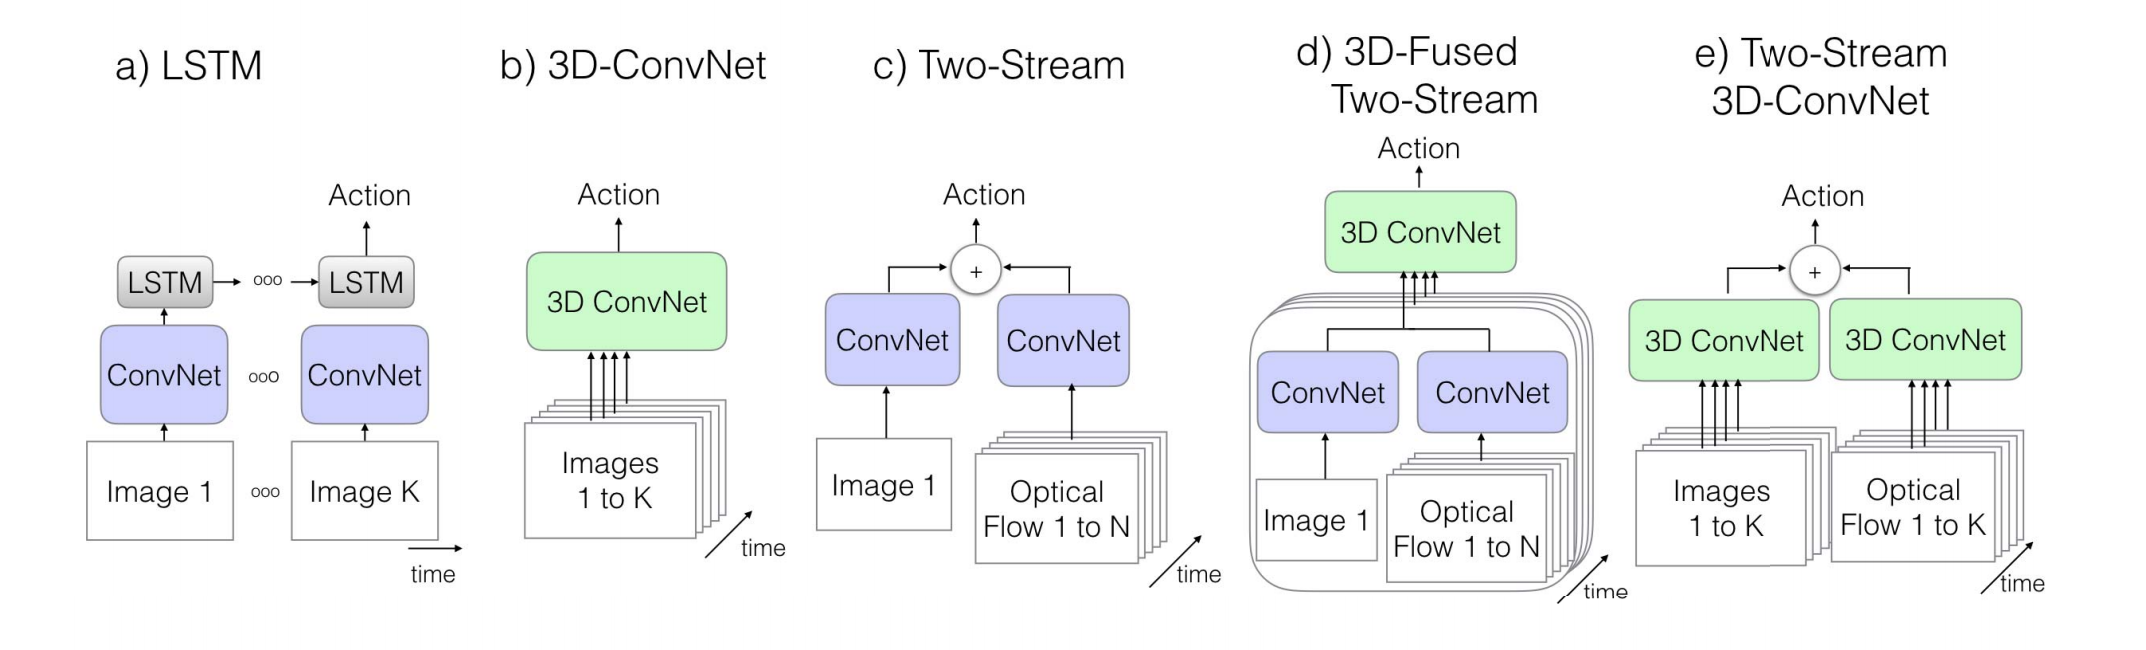 a) LSTM
Action
LSTM ooo LSTM
ConvNet ooo ConvNet
Image 1 ooo Image K
time
b) 3D-ConvNet
Action
3D ConvNet
Images
1 to K
time
c) Two-Stream
Action
+
ConvNet ConvNet
Image 1
Optical
Flow 1 to N
time
d) 3D-Fused
Two-Stream
Action
3D ConvNet
ConvNet ConvNet
Image 1
Optical
Flow 1 to N
time
e) Two-Stream
3D-ConvNet
Action
+
3D ConvNet 3D ConvNet
Images
1 to K
Optical
Flow 1 to K
time